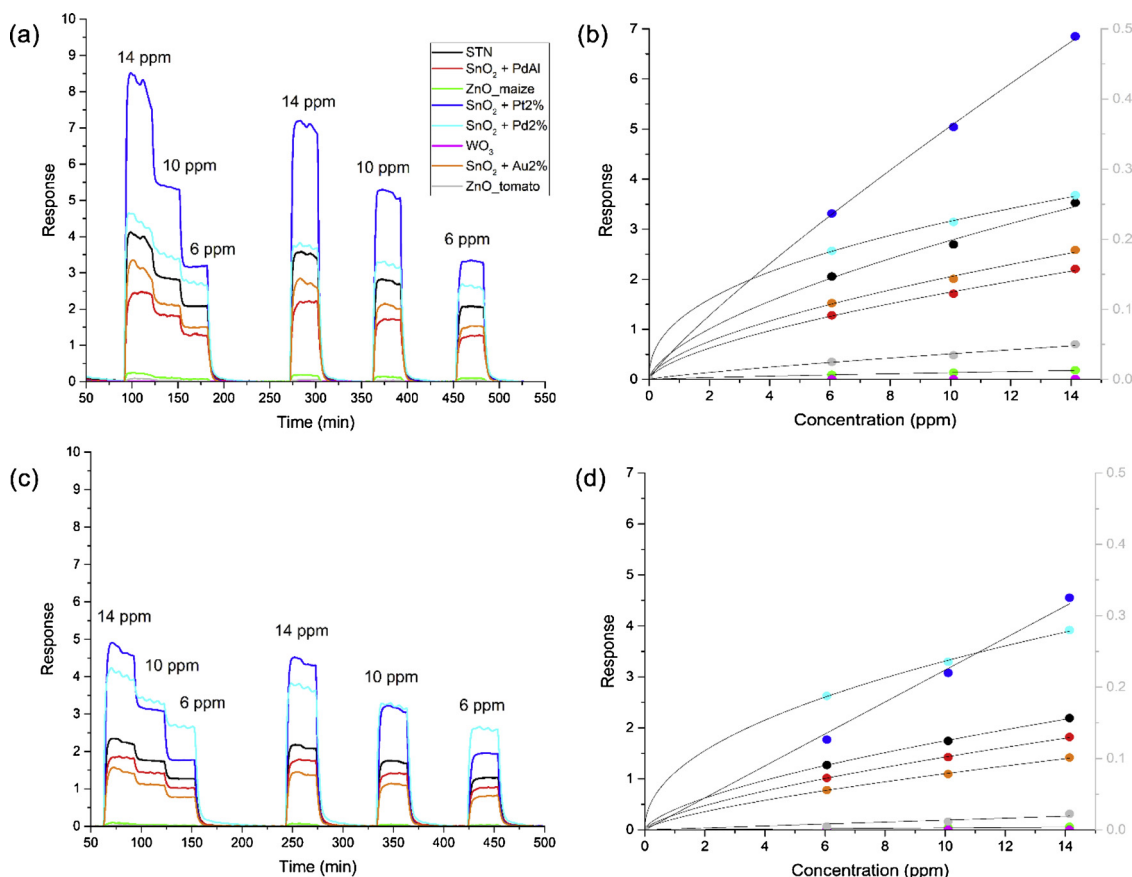 (a)
10
9
8
7
6
5
4
3
2
1
0
Response
14 ppm
10 ppm
6 ppm
14 ppm
10 ppm
6 ppm
STN
SnO₂ + PdAl
ZnO_maize
SnO₂ + Pt2%
SnO₂ + Pd2%
WO₃
SnO₂ + Au2%
ZnO_tomato
50 100 150 200 250 300 350 400 450 500 550
Time (min)
(b)
7
6
5
4
3
2
1
0
Response
0.5
0.4
0.3
0.2
0.1
0.0
0 2 4 6 8 10 12 14
Concentration (ppm)
(c)
10
9
8
7
6
5
4
3
2
1
0
Response
14 ppm
10 ppm
6 ppm
14 ppm
10 ppm
6 ppm
50 100 150 200 250 300 350 400 450 500
Time (min)
(d)
7
6
5
4
3
2
1
0
Response
0.5
0.4
0.3
0.2
0.1
0.0
0 2 4 6 8 10 12 14
Concentration (ppm)